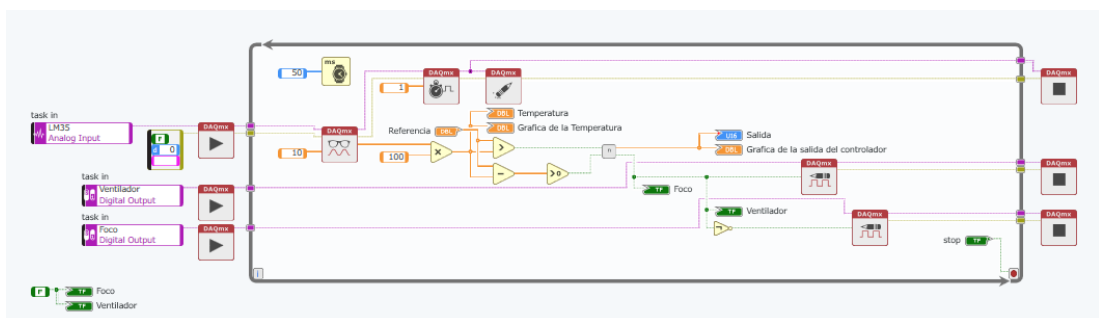 50
ms
DAQmx
DAQmx
1
DAQmx
task in
LM35
Analog Input
DAQmx
F
0
10
DAQmx
Referencia
DBL
DBL
Temperatura
DBL
Grafica de la Temperatura
100
×
>
−
>0
U16
Salida
DBL
Grafica de la salida del controlador
task in
Ventilador
Digital Output
DAQmx
DAQmx
DAQmx
TF
Foco
task in
Foco
Digital Output
DAQmx
TF
Ventilador
DAQmx
DAQmx
stop
TF
i
F
TF
Foco
TF
Ventilador